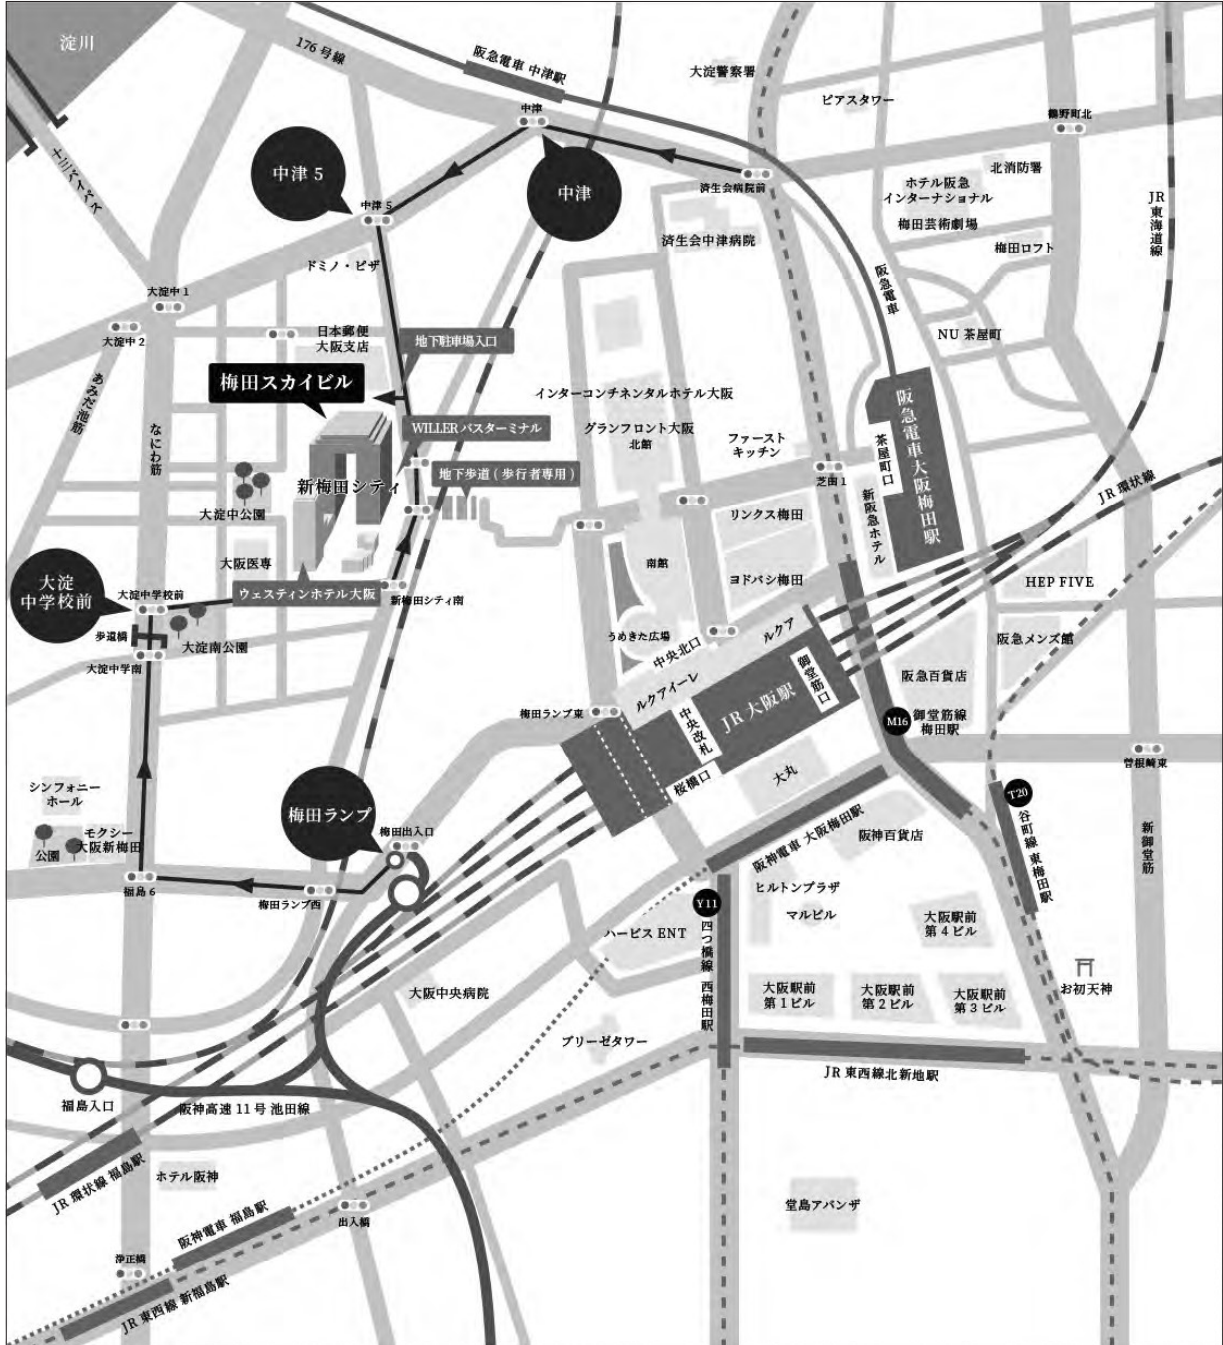 淀川
176号線
阪急電車 中津駅
大淀警察署
ピアスタワー
鶴野町北
中津
中津 5
中津
済生会病院前
北消防署
ホテル阪急
インターナショナル
JR 東海道線
十三バイパス
中津 5
梅田芸術劇場
済生会中津病院
梅田ロフト
ドミノ・ピザ
阪急電車
大淀中 1
大淀中 2
日本郵便
大阪支店
地下駐車場入口
NU 茶屋町
梅田スカイビル
あみだ池筋
なにわ筋
インターコンチネンタルホテル大阪
グランフロント大阪
北館
WILLER バスターミナル
ファースト
キッチン
茶屋町口
阪急電車大阪梅田駅
地下歩道 ( 歩行者専用 )
新梅田シティ
芝田 1
JR 環状線
大淀中公園
リンクス梅田
新阪急ホテル
大阪医専
南館
ヨドバシ梅田
HEP FIVE
大淀
中学校前
大淀中学校前
ウェスティンホテル大阪
新梅田シティ南
歩道橋
大淀南公園
うめきた広場
ルクア
中央北口
阪急メンズ館
大淀中学南
御堂筋口
阪急百貨店
ルクアイーレ
JR 大阪駅
梅田ランプ東
中央改札
M16
御堂筋線
梅田駅
桜橋口
大丸
曽根崎東
シンフォニー
ホール
T20
梅田ランプ
梅田出入口
阪神電車 大阪梅田駅
阪神百貨店
谷町線 東梅田駅
新御堂筋
公園
モクシー
大阪新梅田
福島 6
梅田ランプ西
ヒルトンプラザ
Y11
マルビル
大阪駅前
第 4 ビル
ハービス ENT
四つ橋線 西梅田駅
お初天神
大阪中央病院
大阪駅前
第 1 ビル
大阪駅前
第 2 ビル
大阪駅前
第 3 ビル
ブリーゼタワー
JR 東西線北新地駅
福島入口
阪神高速 11 号 池田線
JR 環状線 福島駅
ホテル阪神
堂島アバンザ
阪神電車 福島駅
出入橋
浄正橋
JR 東西線 新福島駅